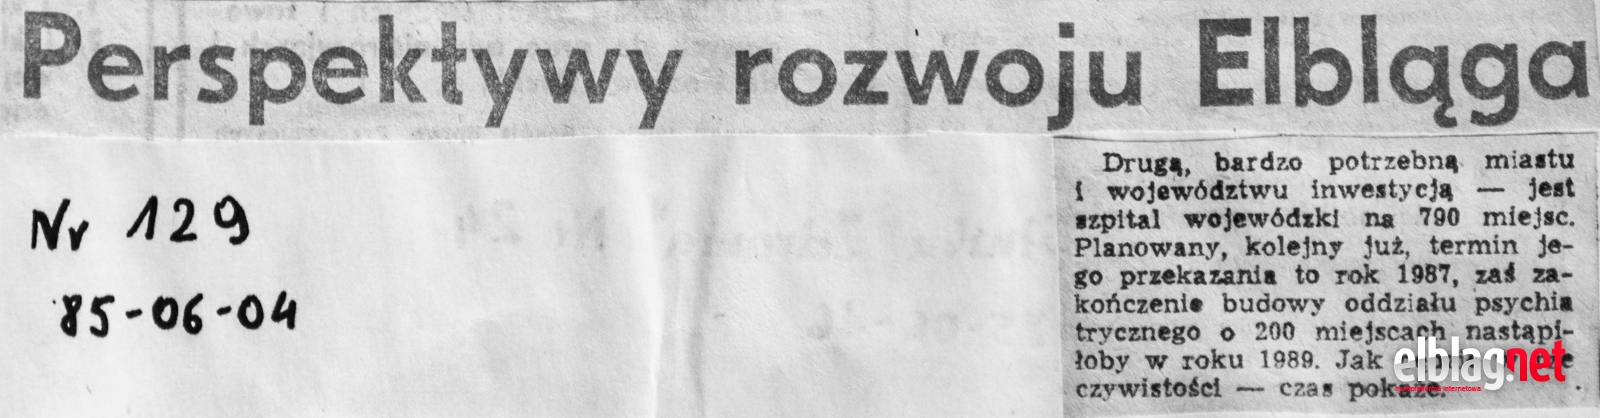 Perspektywy rozwoju Elbląga
Nr 129
85-06-04
Drugą, bardzo potrzebną miastu
i województwu inwestycją — jest
szpital wojewódzki na 790 miejsc.
Planowany, kolejny już, termin je-
go przekazania to rok 1987, zaś za-
kończenie budowy oddziału psychia
trycznego o 200 miejscach nastąpi-
łoby w roku 1989. Jak
czywistości — czas pokaże.
elblag.net